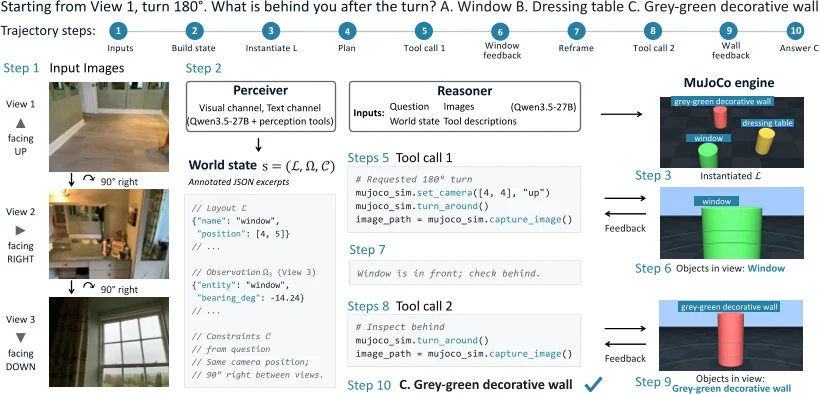 Starting from View 1, turn 180°. What is behind you after the turn? A. Window B. Dressing table C. Grey-green decorative wall
Trajectory steps:
1 2 3 4 5 6 7 8 9 10
Inputs
Build state
Instantiate L
Plan
Tool call 1
Window
feedback
Reframe
Tool call 2
Wall
feedback
Answer C
Step 1 Input Images
View 1
facing
UP
90° right
View 2
facing
RIGHT
90° right
View 3
facing
DOWN
Step 2
Perceiver
Visual channel, Text channel
(Qwen3.5-27B + perception tools)
World state s = (ℒ, Ω, 𝒞)
Annotated JSON excerpts
// Layout ℒ
{"name": "window",
"position": [4, 5]}
// ...
// Observation Ω₃ (View 3)
{"entity": "window",
"bearing_deg": -14.24}
// ...
// Constraints 𝒞
// from question
// Same camera position;
// 90° right between views.
Reasoner
Inputs: Question Images (Qwen3.5-27B)
World state Tool descriptions
Steps 5 Tool call 1
# Requested 180° turn
mujoco_sim.set_camera([4, 4], "up")
mujoco_sim.turn_around()
image_path = mujoco_sim.capture_image()
Step 7
Window is in front; check behind.
Steps 8 Tool call 2
# Inspect behind
mujoco_sim.turn_around()
image_path = mujoco_sim.capture_image()
Step 10 C. Grey-green decorative wall
Feedback
Feedback
MuJoCo engine
grey-green decorative wall
dressing_table
window
Step 3 Instantiated ℒ
window
Step 6 Objects in view: Window
grey-green decorative wall
Step 9 Objects in view:
Grey-green decorative wall